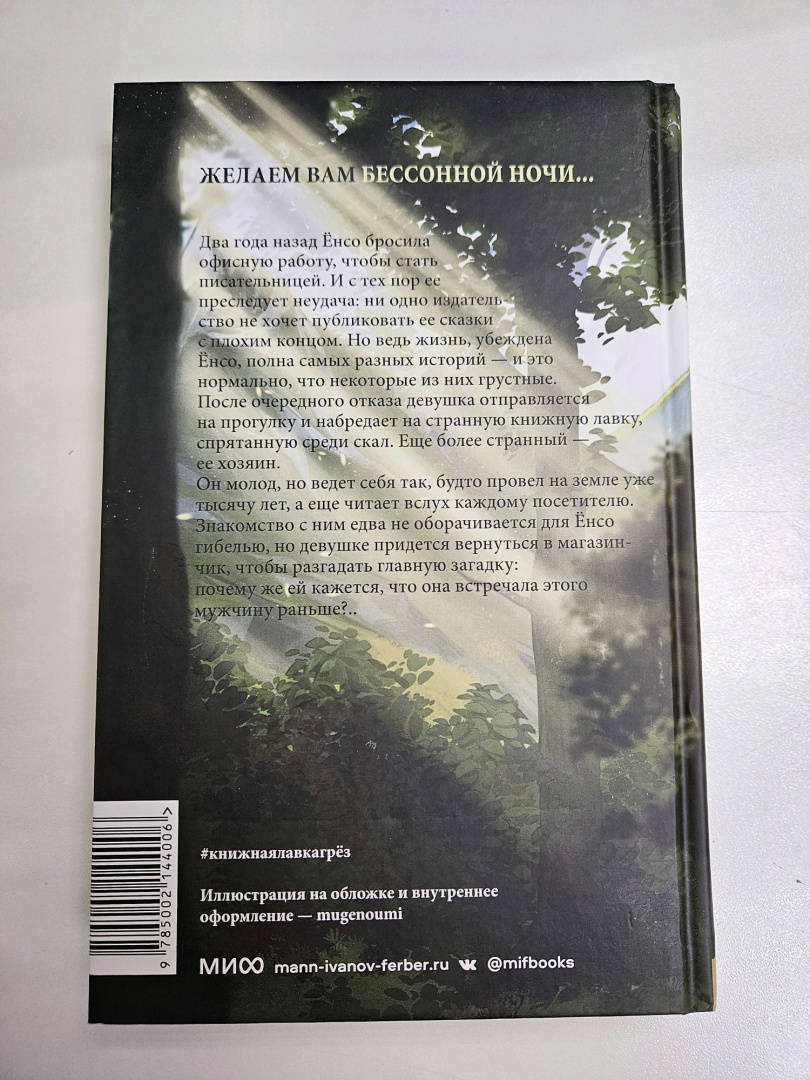 ЖЕЛАЕМ ВАМ БЕССОННОЙ НОЧИ...
Два года назад Ёнсо бросила
офисную работу, чтобы стать
писательницей. И с тех пор ее
преследует неудача: ни одно издатель-
ство не хочет публиковать ее сказки
с плохим концом. Но ведь жизнь, убеждена
Ёнсо, полна самых разных историй — и это
нормально, что некоторые из них грустные.
После очередного отказа девушка отправляется
на прогулку и набредает на странную книжную лавку,
спрятанную среди скал. Еще более странный —
ее хозяин.
Он молод, но ведет себя так, будто провел на земле уже
тысячу лет, а еще читает вслух каждому посетителю.
Знакомство с ним едва не оборачивается для Ёнсо
гибелью, но девушке придется вернуться в магазин-
чик, чтобы разгадать главную загадку:
почему же ей кажется, что она встречала этого
мужчину раньше?..
#книжнаялавкагрёз
Иллюстрация на обложке и внутреннее
оформление — mugenoumi
МИФ mann-ivanov-ferber.ru @mifbooks
9 785002 144006 >